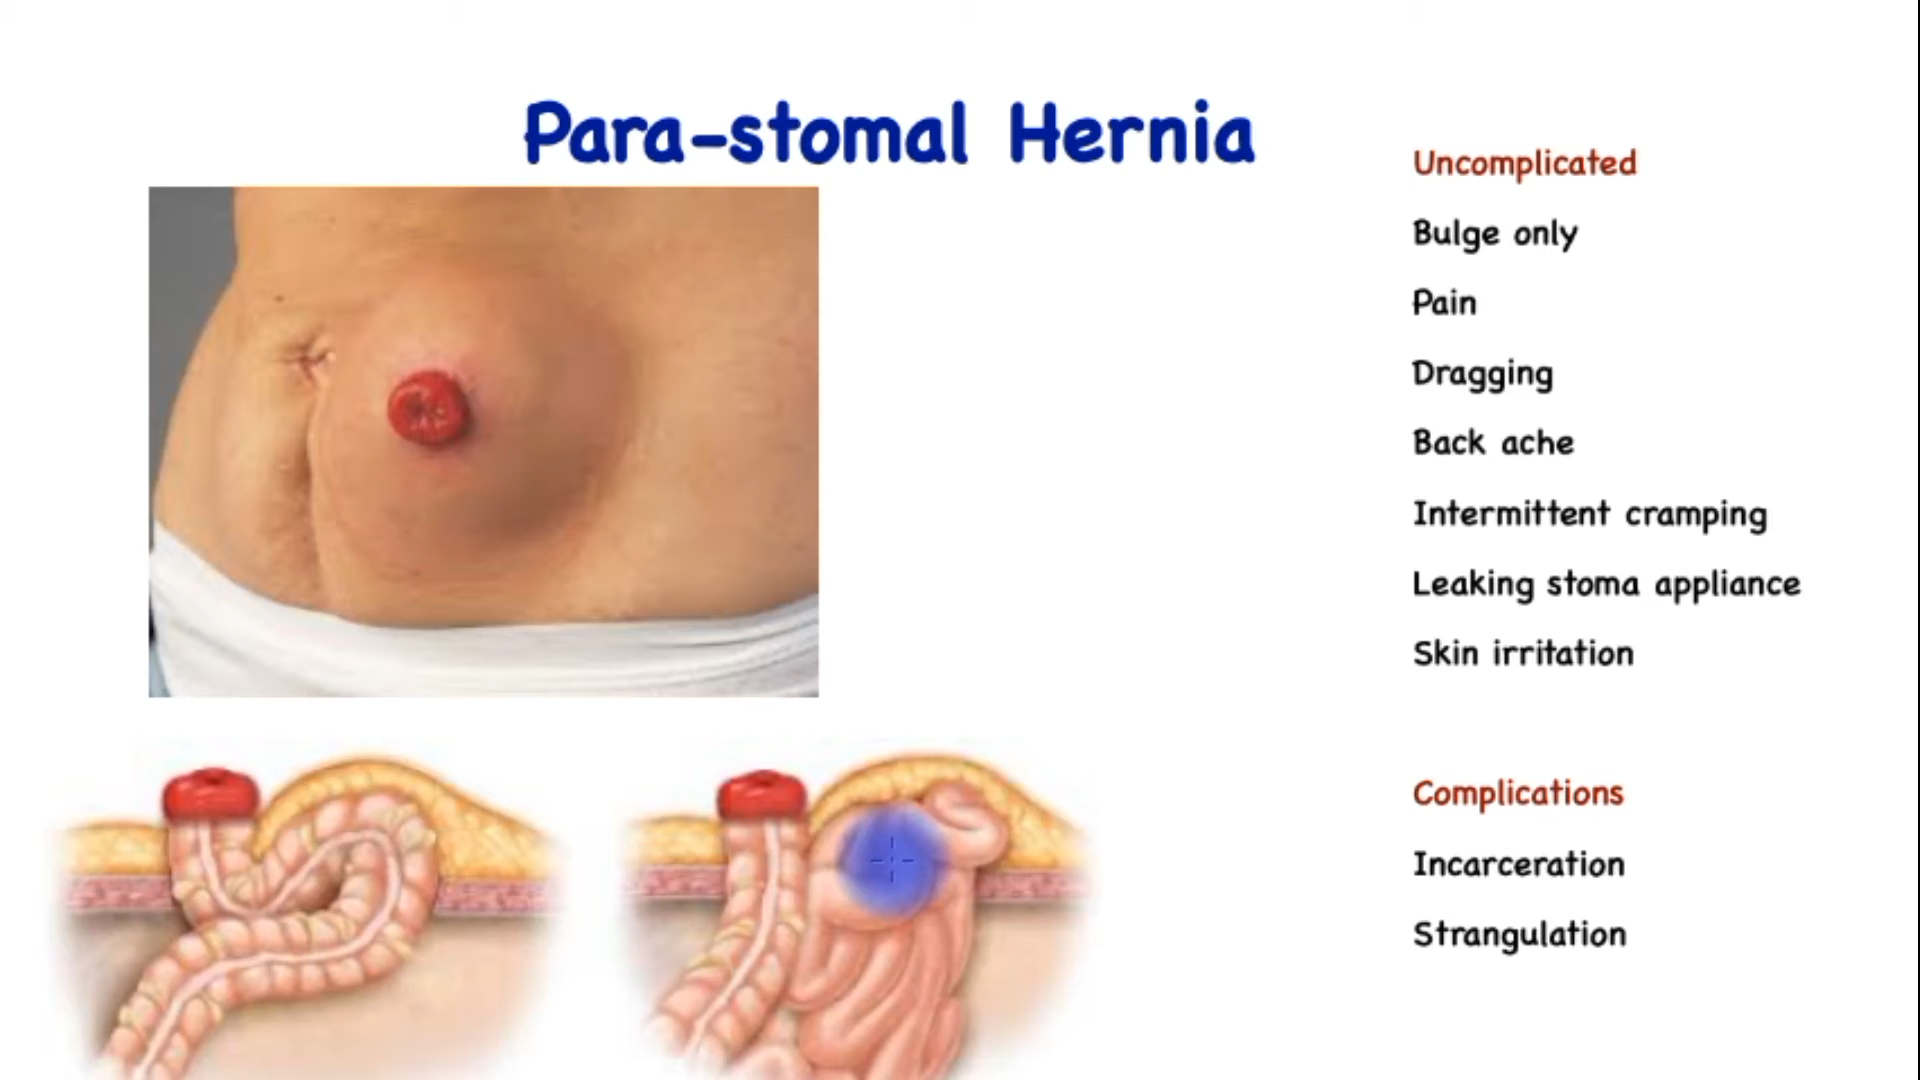 Para-stomal Hernia
Uncomplicated
Bulge only
Pain
Dragging
Back ache
Intermittent cramping
Leaking stoma appliance
Skin irritation
Complications
Incarceration
Strangulation